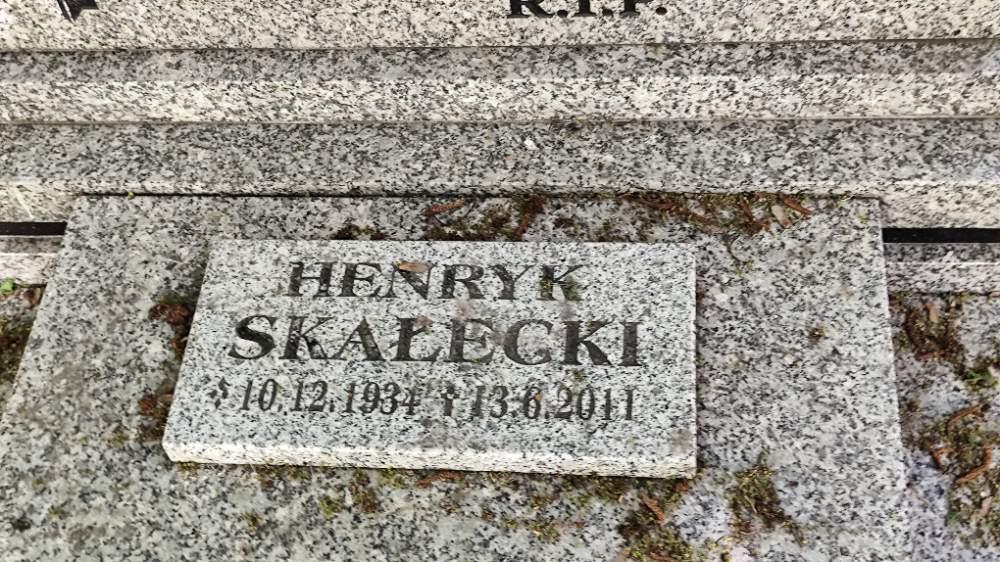 R.I.P.
HENRYK
SKAŁECKI
* 10.12.1934 † 13.6.2011